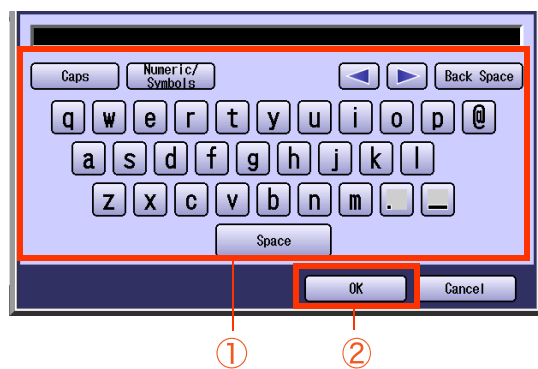 Caps Numeric/ Back Space
Symbols
q w e r t y u i o p @
a s d f g h j k l
z x c v b n m . _
Space
OK Cancel
① ②